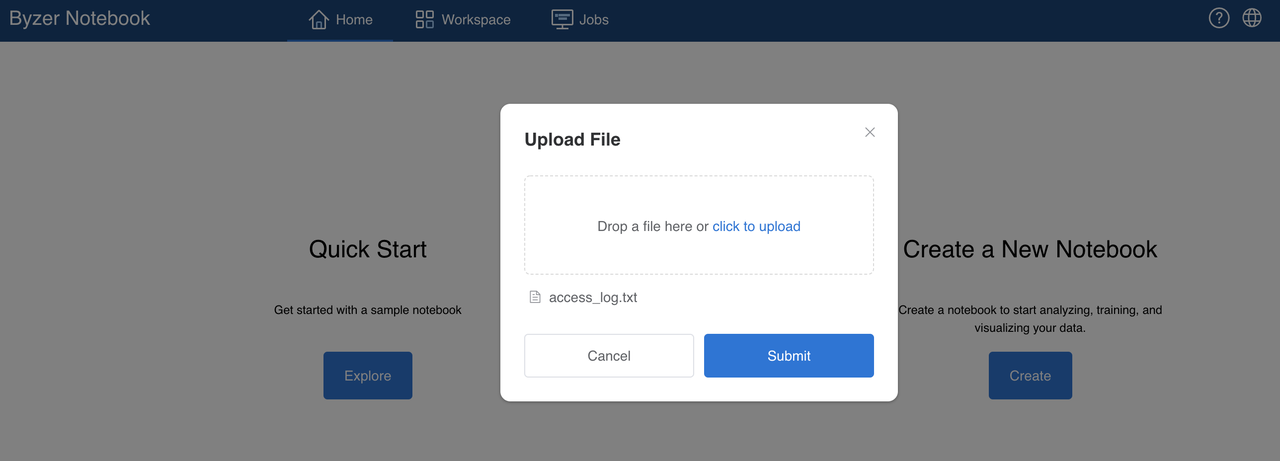 Byzer Notebook
Home
Workspace
Jobs
?
Upload File
Drop a file here or click to upload
access_log.txt
Cancel
Submit
Quick Start
Get started with a sample notebook
Explore
Create a New Notebook
Create a notebook to start analyzing, training, and
visualizing your data.
Create